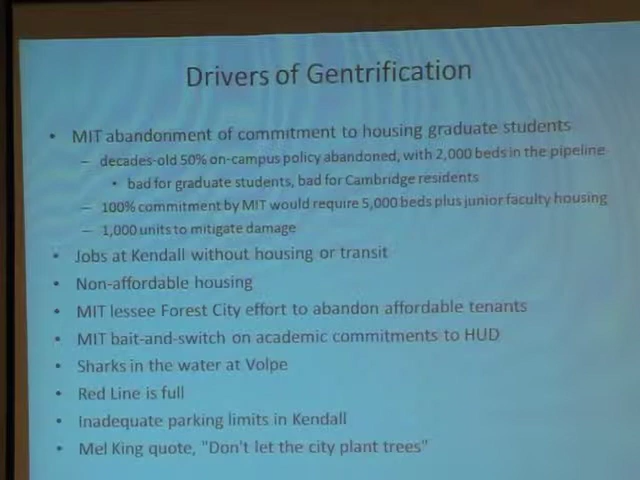 Drivers of Gentrification
• MIT abandonment of commitment to housing graduate students
– decades-old 50% on-campus policy abandoned, with 2,000 beds in the pipeline
• bad for graduate students, bad for Cambridge residents
– 100% commitment by MIT would require 5,000 beds plus junior faculty housing
– 1,000 units to mitigate damage
• Jobs at Kendall without housing or transit
• Non-affordable housing
• MIT lessee Forest City effort to abandon affordable tenants
• MIT bait-and-switch on academic commitments to HUD
• Sharks in the water at Volpe
• Red Line is full
• Inadequate parking limits in Kendall
• Mel King quote, "Don't let the city plant trees"